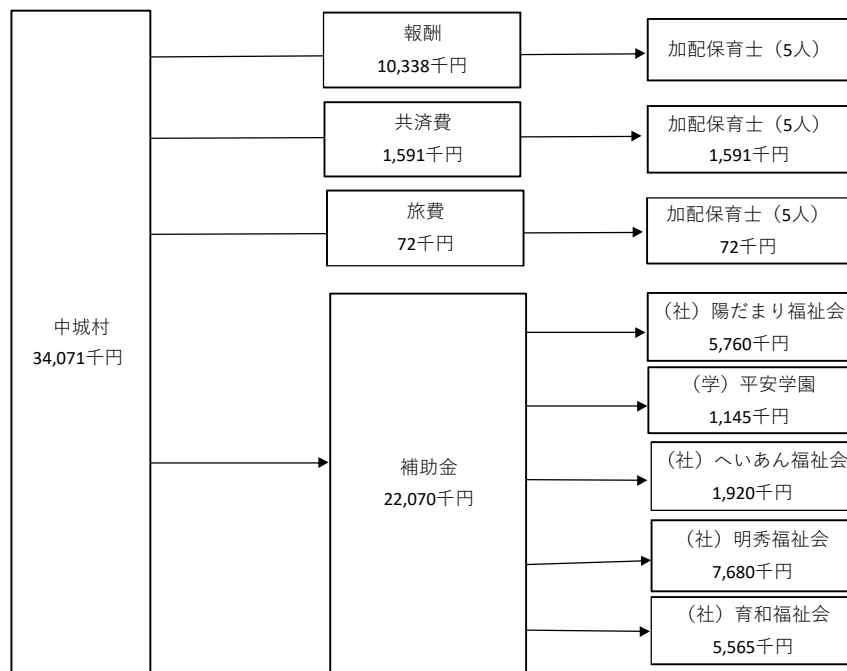 中城村
34,071千円
報酬
10,338千円
加配保育士（5人）
共済費
1,591千円
加配保育士（5人）
1,591千円
旅費
72千円
加配保育士（5人）
72千円
補助金
22,070千円
（社）陽だまり福祉会
5,760千円
（学）平安学園
1,145千円
（社）へいあん福祉会
1,920千円
（社）明秀福祉会
7,680千円
（社）育和福祉会
5,565千円